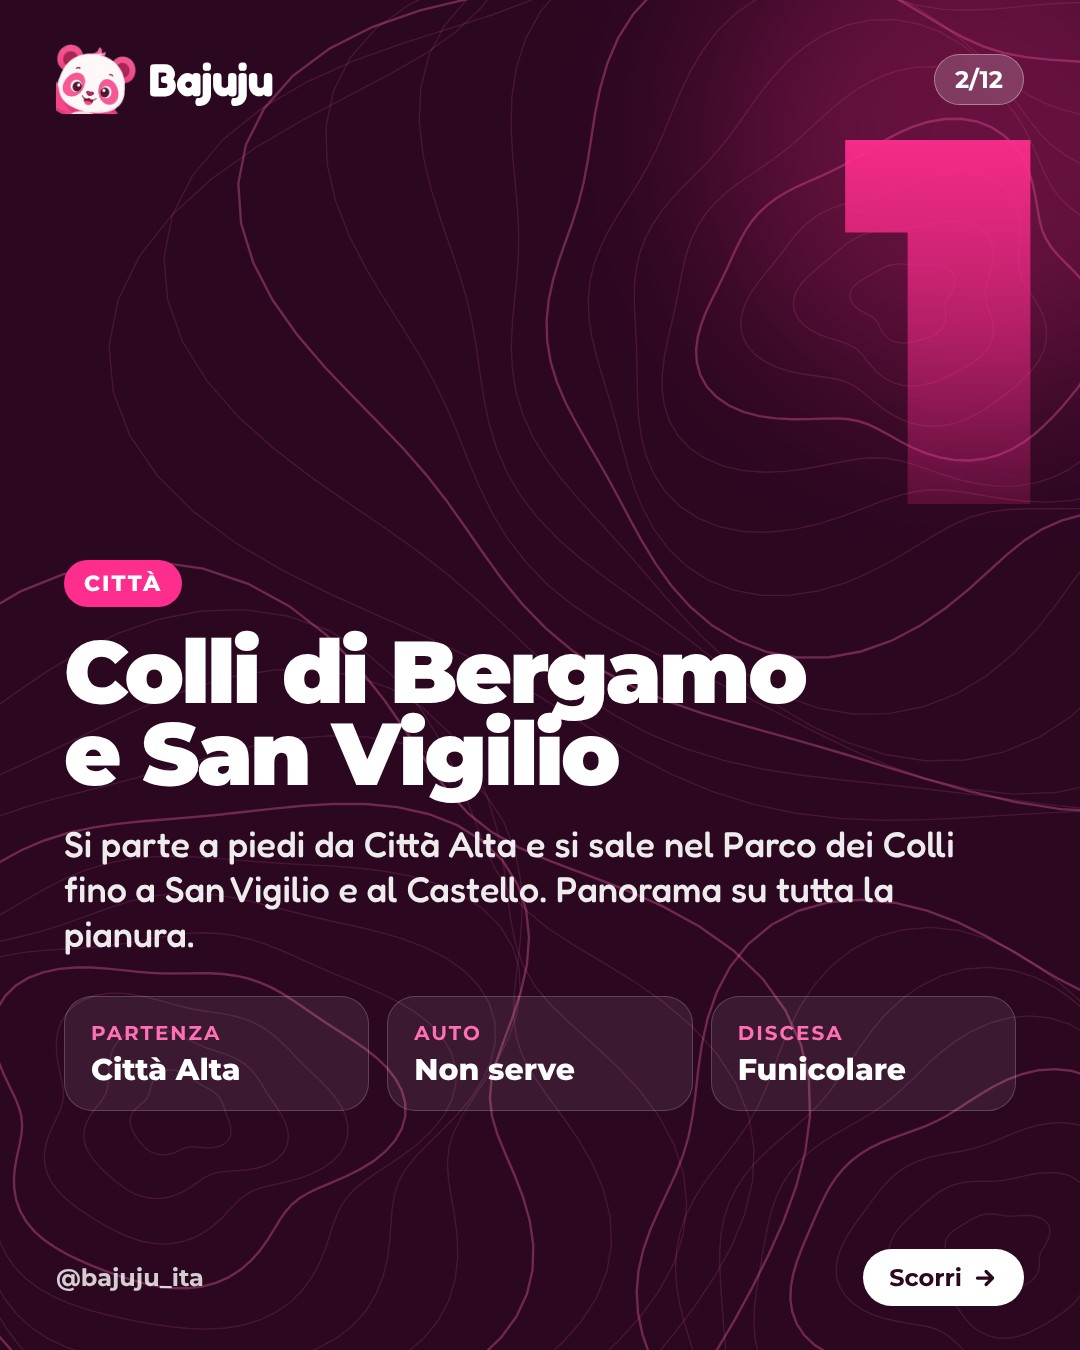 Bajuju
2/12
1
CITTÀ
Colli di Bergamo
e San Vigilio
Si parte a piedi da Città Alta e si sale nel Parco dei Colli
fino a San Vigilio e al Castello. Panorama su tutta la
pianura.
PARTENZA
Città Alta
AUTO
Non serve
DISCESA
Funicolare
@bajuju_ita
Scorri →